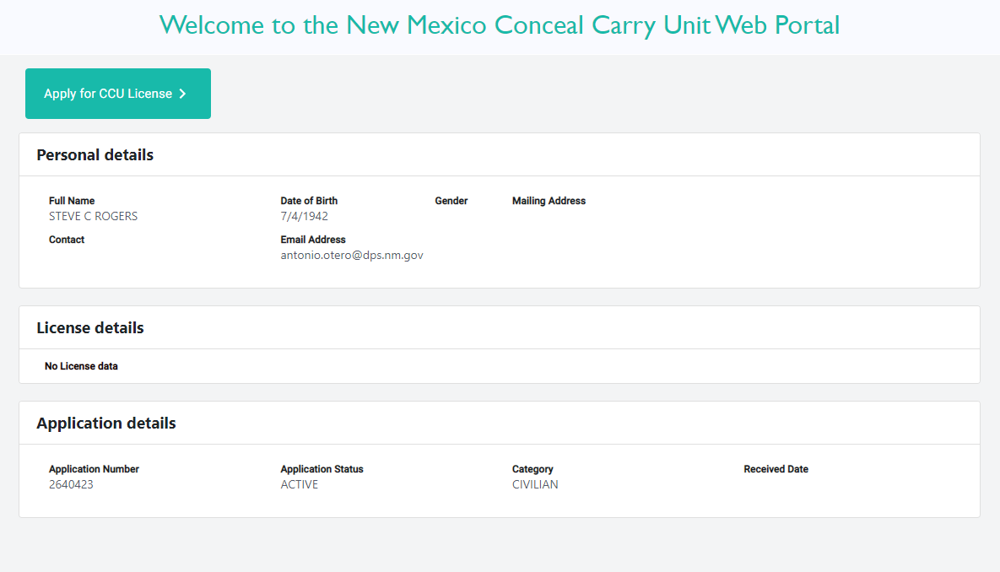 Welcome to the New Mexico Conceal Carry Unit Web Portal
Apply for CCU License
Personal details
Full Name Date of Birth Gender Mailing Address
STEVE C ROGERS 7/4/1942
Contact Email Address
antonio.otero@dps.nm.gov
License details
No License data
Application details
Application Number Application Status Category Received Date
2640423 ACTIVE CIVILIAN